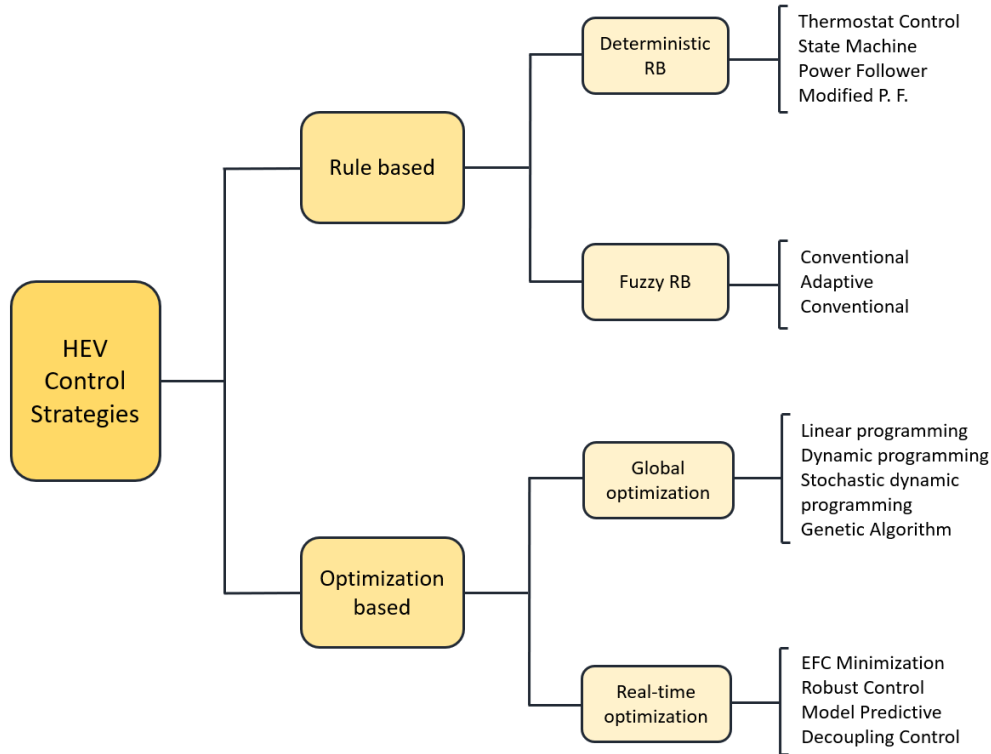 HEV
Control
Strategies
Rule based
Deterministic
RB
Thermostat Control
State Machine
Power Follower
Modified P. F.
Fuzzy RB
Conventional
Adaptive
Conventional
Optimization
based
Global
optimization
Linear programming
Dynamic programming
Stochastic dynamic
programming
Genetic Algorithm
Real-time
optimization
EFC Minimization
Robust Control
Model Predictive
Decoupling Control